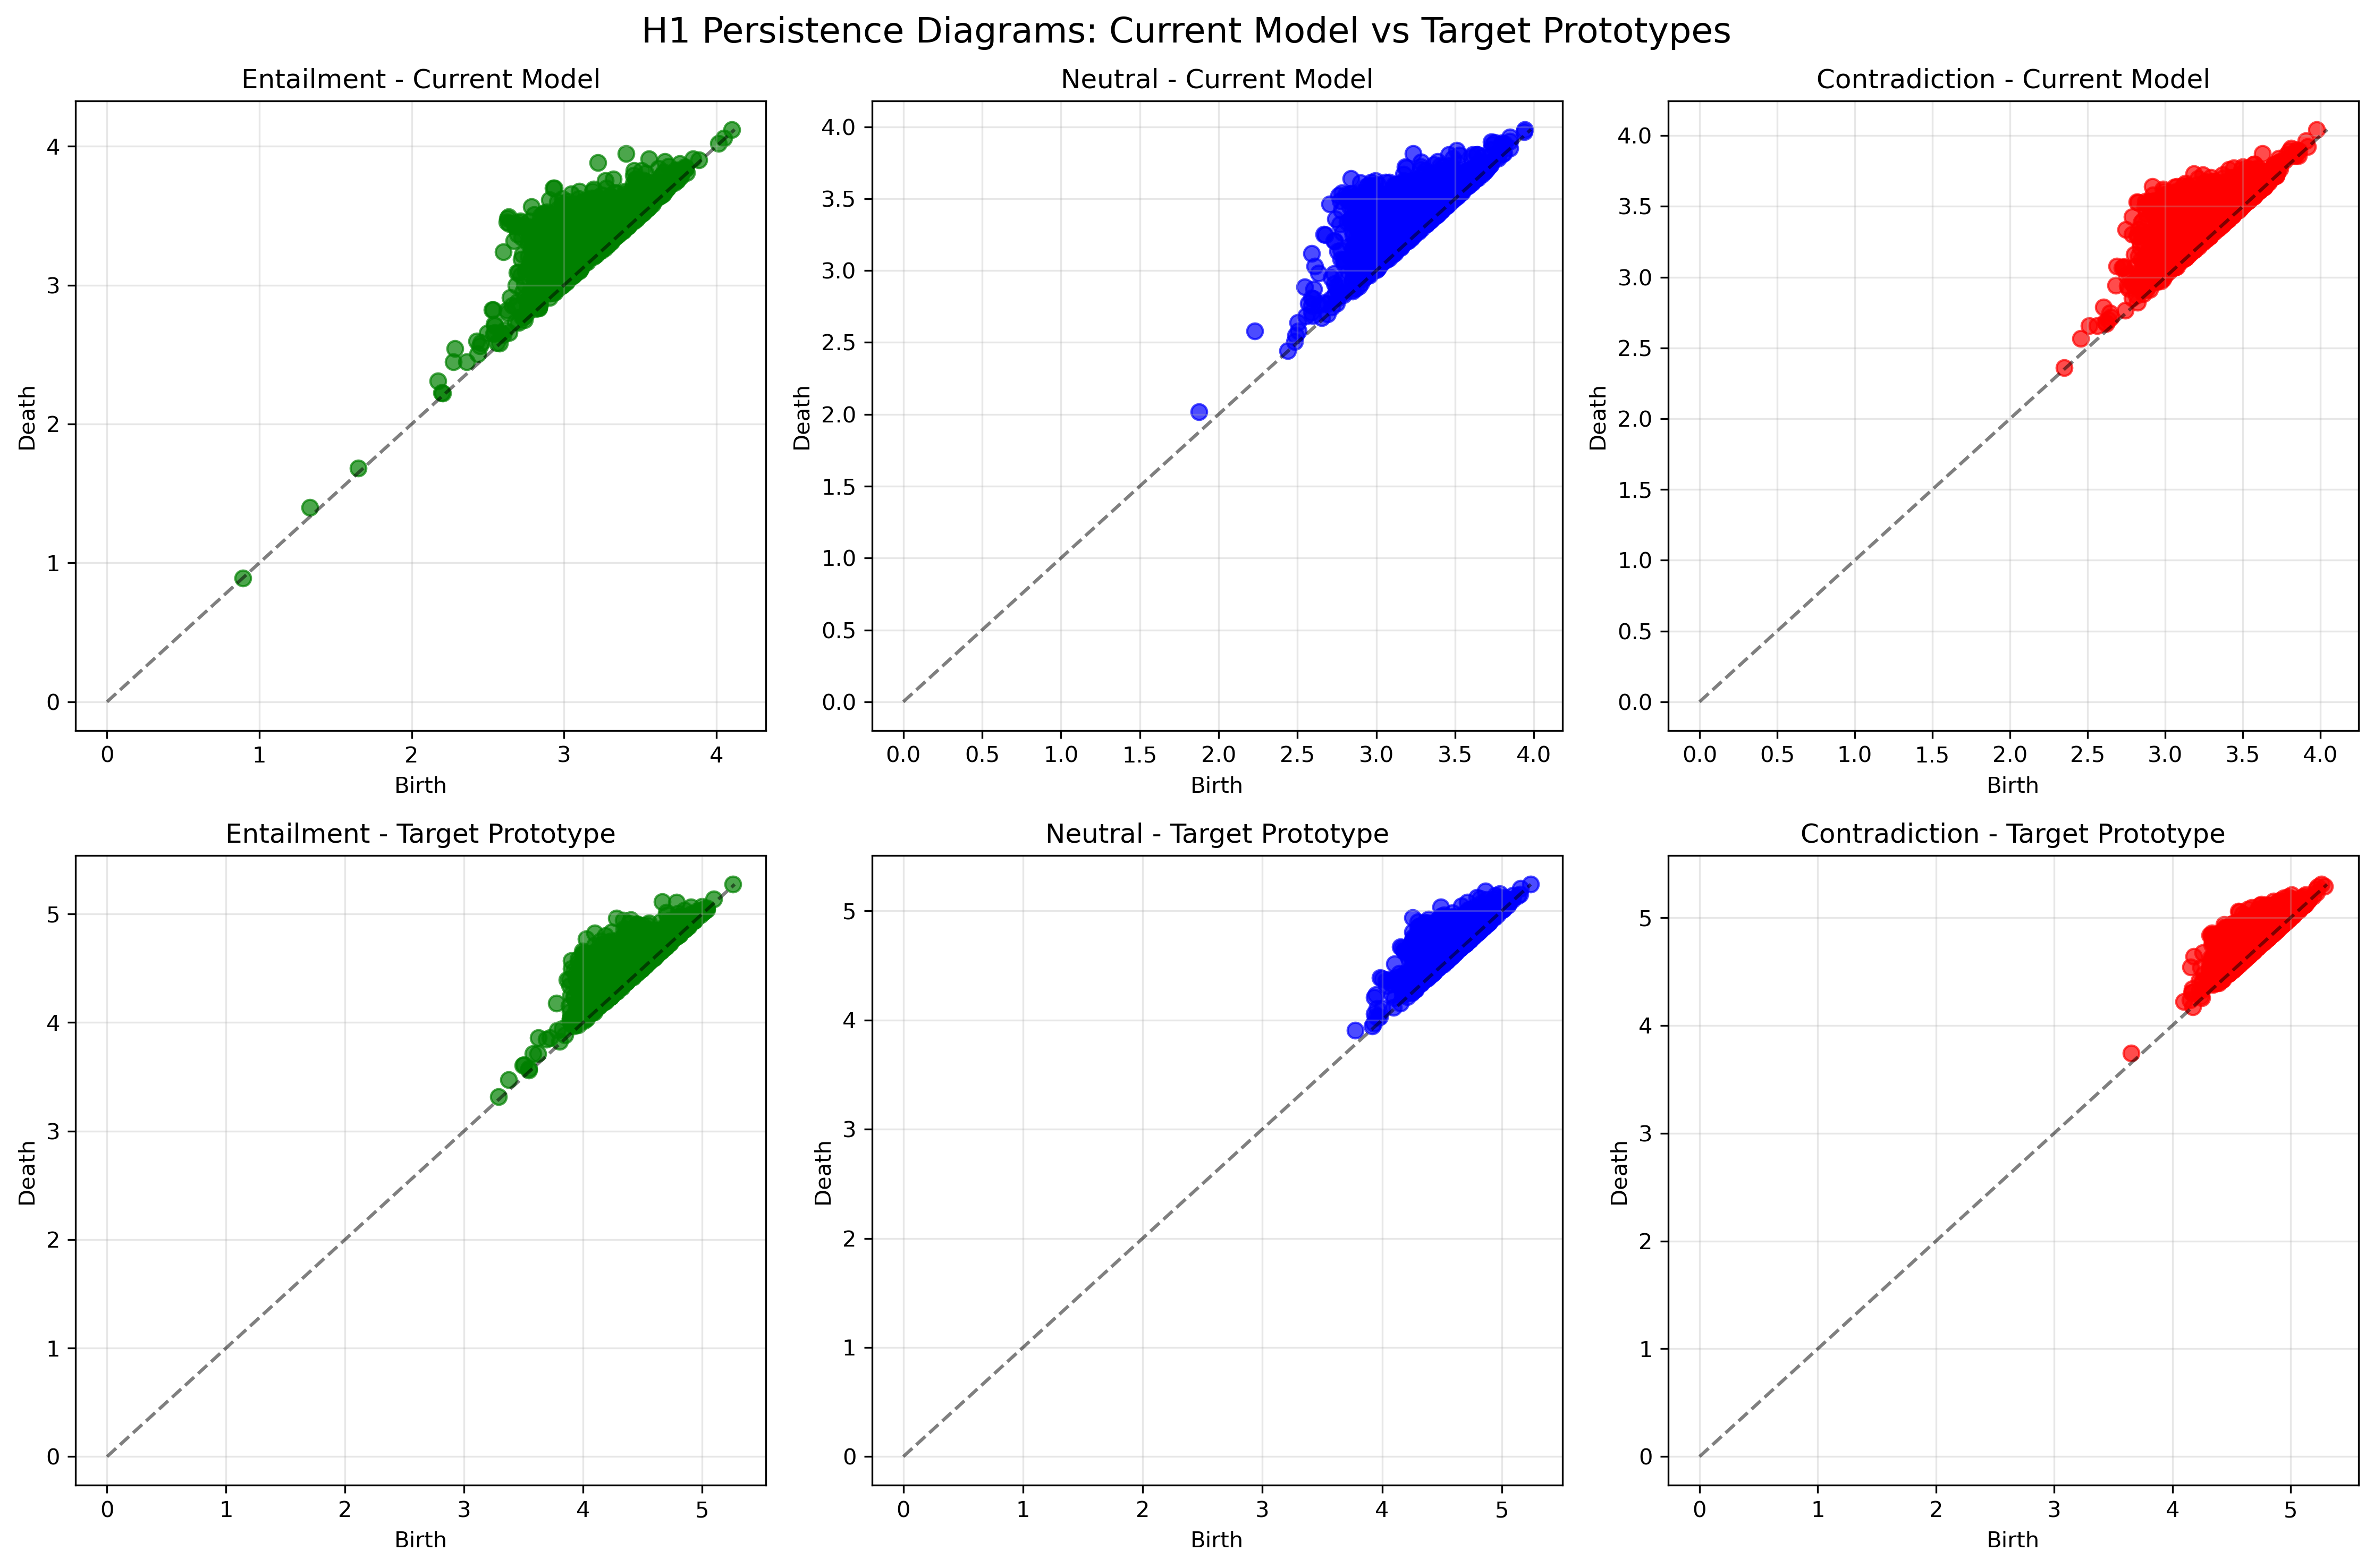 H1 Persistence Diagrams: Current Model vs Target Prototypes
Entailment - Current Model
Neutral - Current Model
Contradiction - Current Model
Death
4
3
2
1
0
0 1 2 3 4
Birth
Death
4.0
3.5
3.0
2.5
2.0
1.5
1.0
0.5
0.0
0.0 0.5 1.0 1.5 2.0 2.5 3.0 3.5 4.0
Birth
Death
4.0
3.5
3.0
2.5
2.0
1.5
1.0
0.5
0.0
0.0 0.5 1.0 1.5 2.0 2.5 3.0 3.5 4.0
Birth
Entailment - Target Prototype
Neutral - Target Prototype
Contradiction - Target Prototype
Death
5
4
3
2
1
0
0 1 2 3 4 5
Birth
Death
5
4
3
2
1
0
0 1 2 3 4 5
Birth
Death
5
4
3
2
1
0
0 1 2 3 4 5
Birth